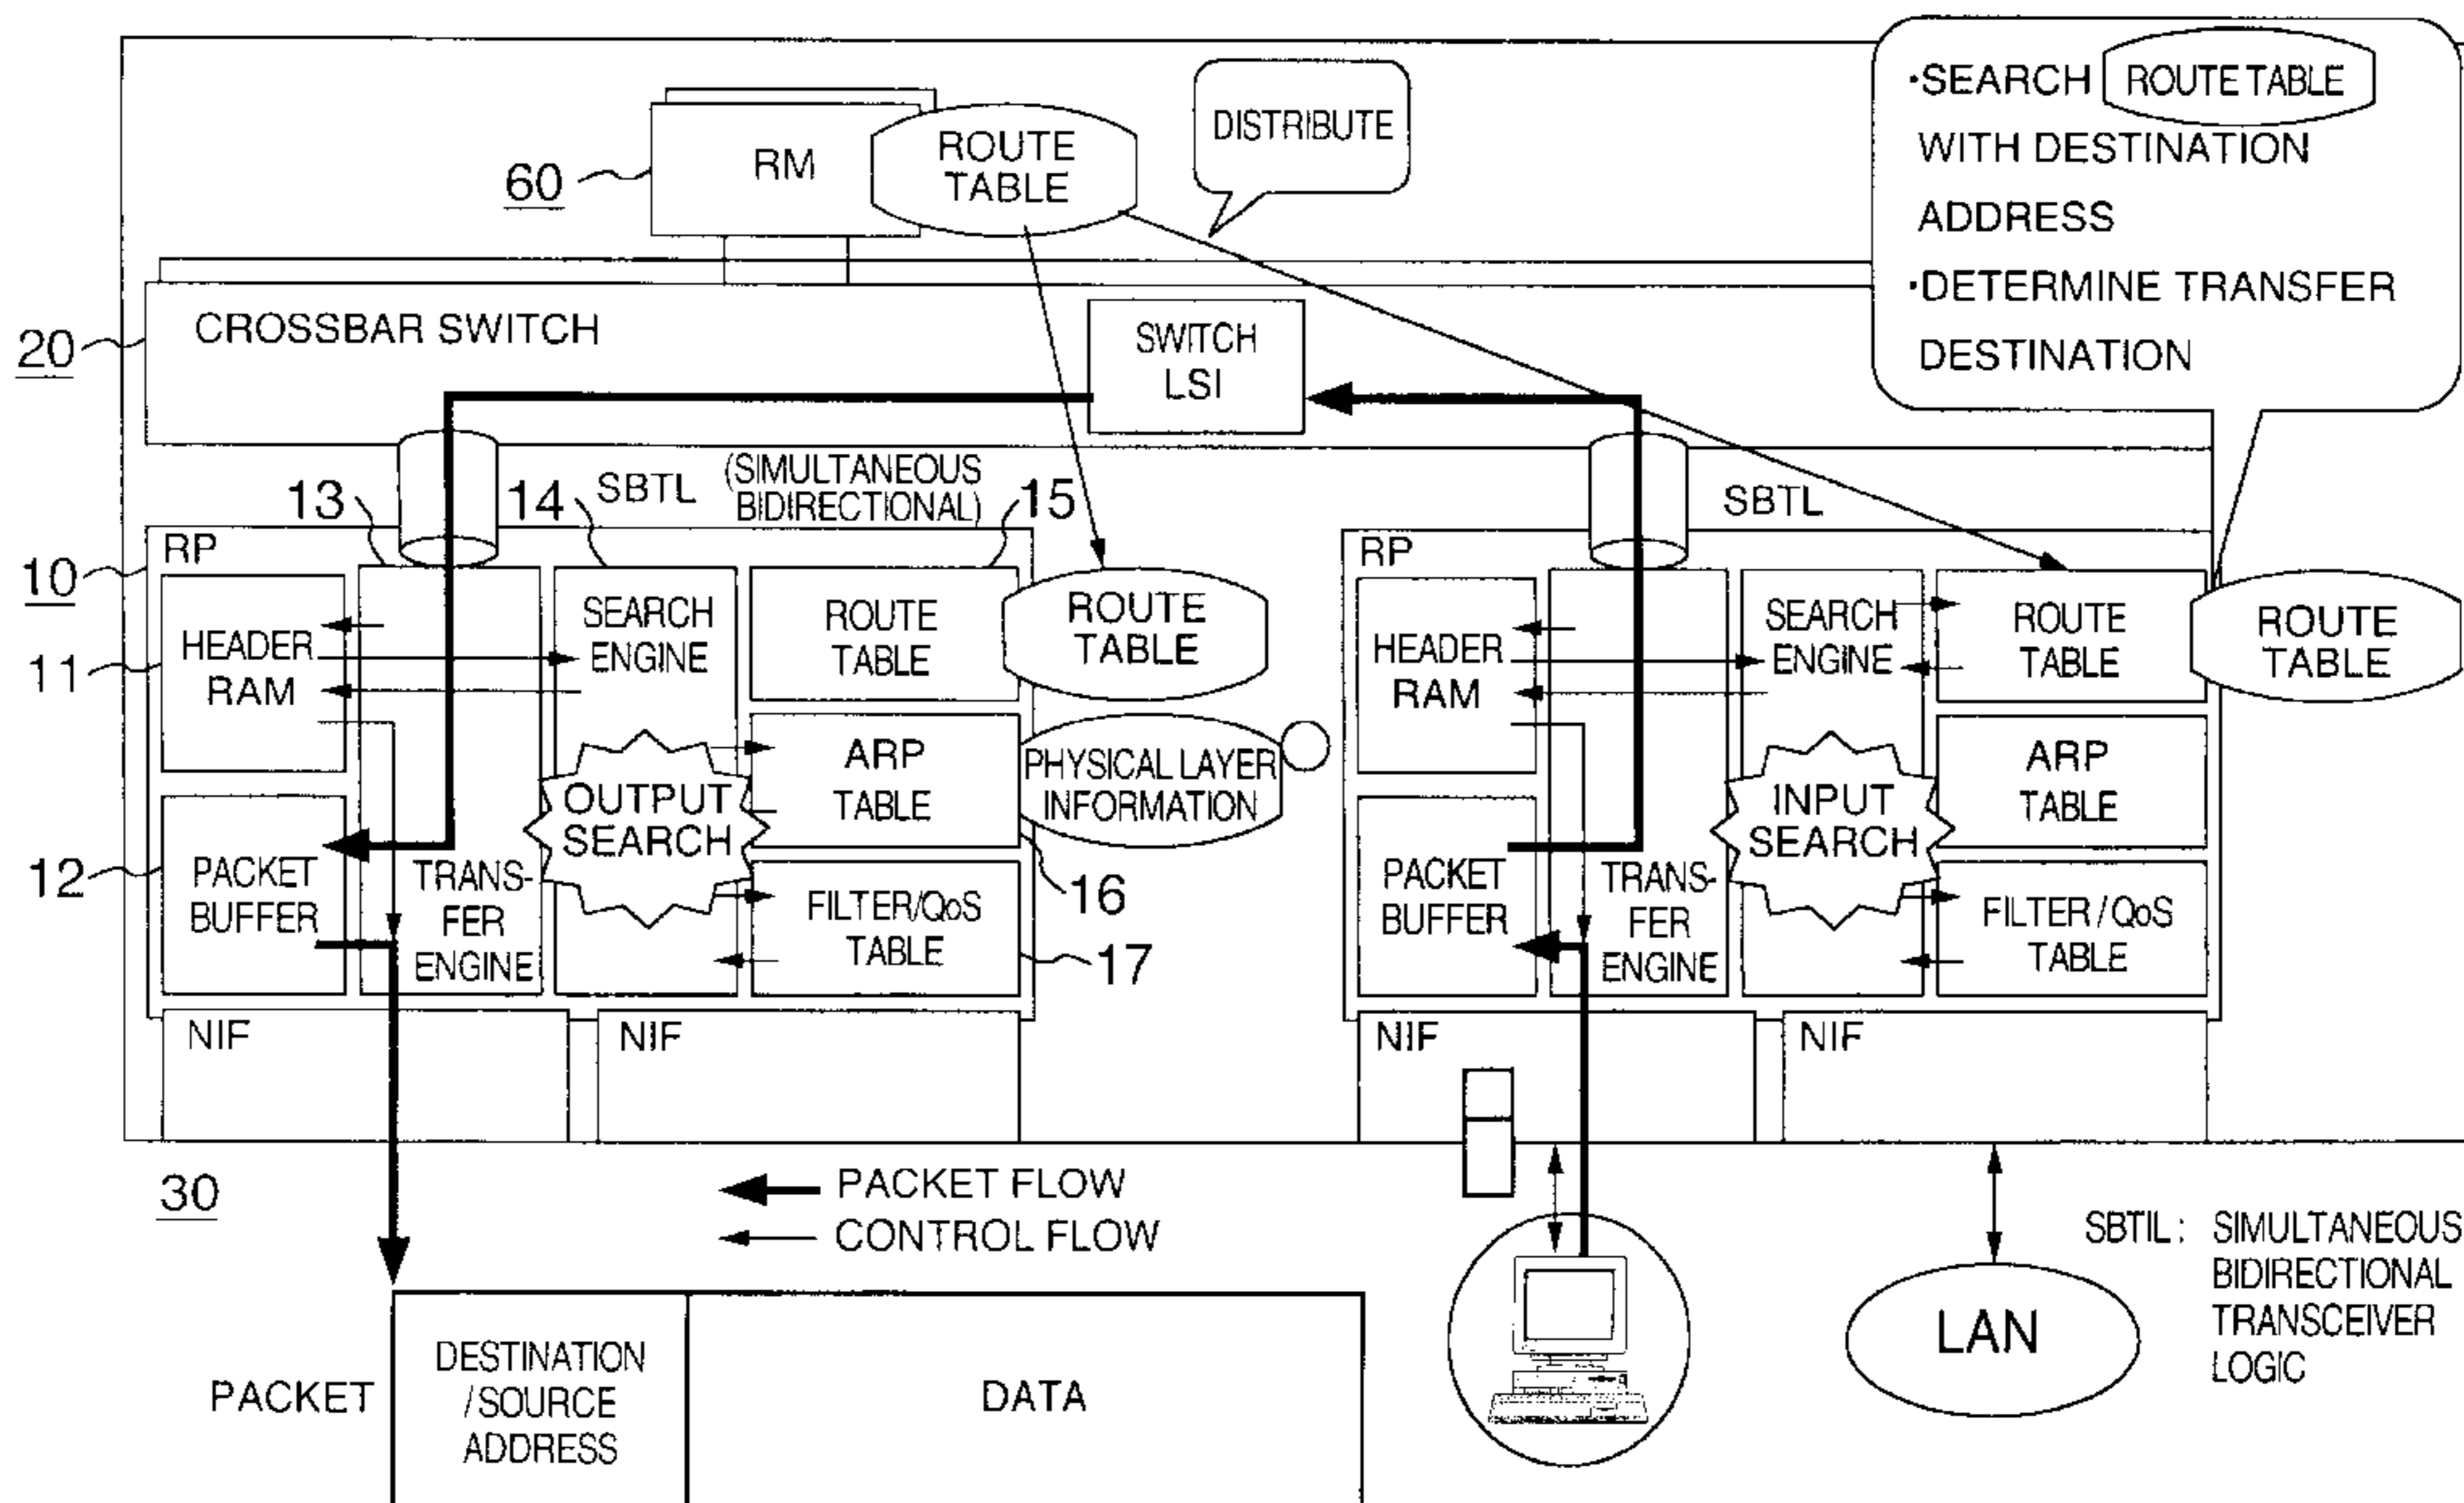 ·SEARCH ROUTE TABLE
WITH DESTINATION
ADDRESS
·DETERMINE TRANSFER
DESTINATION
DISTRIBUTE
60
RM
ROUTE
TABLE
20
CROSSBAR SWITCH
SWITCH
LSI
13
14
SBTL
(SIMULTANEOUS
BIDIRECTIONAL)
15
SBTL
10
RP
11
HEADER
RAM
SEARCH
ENGINE
ROUTE
TABLE
ROUTE
TABLE
OUTPUT
SEARCH
ARP
TABLE
PHYSICAL LAYER
INFORMATION
12
PACKET
BUFFER
TRANS-
FER
ENGINE
FILTER/QoS
TABLE
16
17
NIF
NIF
RP
HEADER
RAM
SEARCH
ENGINE
ROUTE
TABLE
ROUTE
TABLE
INPUT
SEARCH
ARP
TABLE
PACKET
BUFFER
TRANS-
FER
ENGINE
FILTER/QoS
TABLE
NIF
NIF
30
PACKET FLOW
CONTROL FLOW
SBTIL: SIMULTANEOUS
BIDIRECTIONAL
TRANSCEIVER
LOGIC
LAN
PACKET
DESTINATION
/SOURCE
ADDRESS
DATA